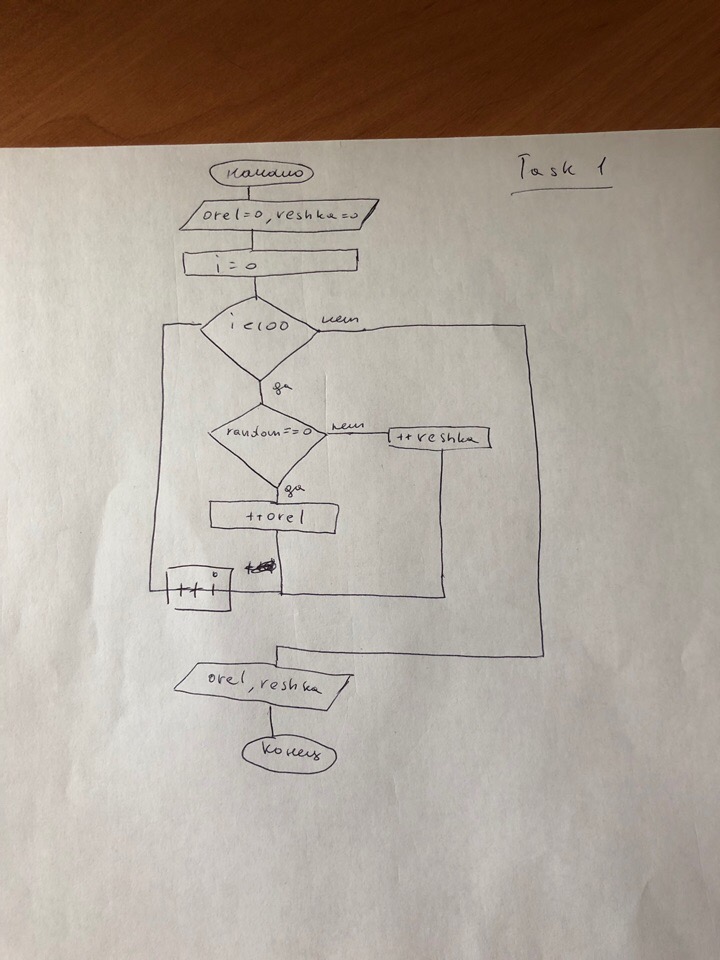 Task 1
начало
orel=0, reshka=0
i=0
i<100
нет
да
random==0
нет
++reshka
да
++orel
++i
orel, reshka
конец